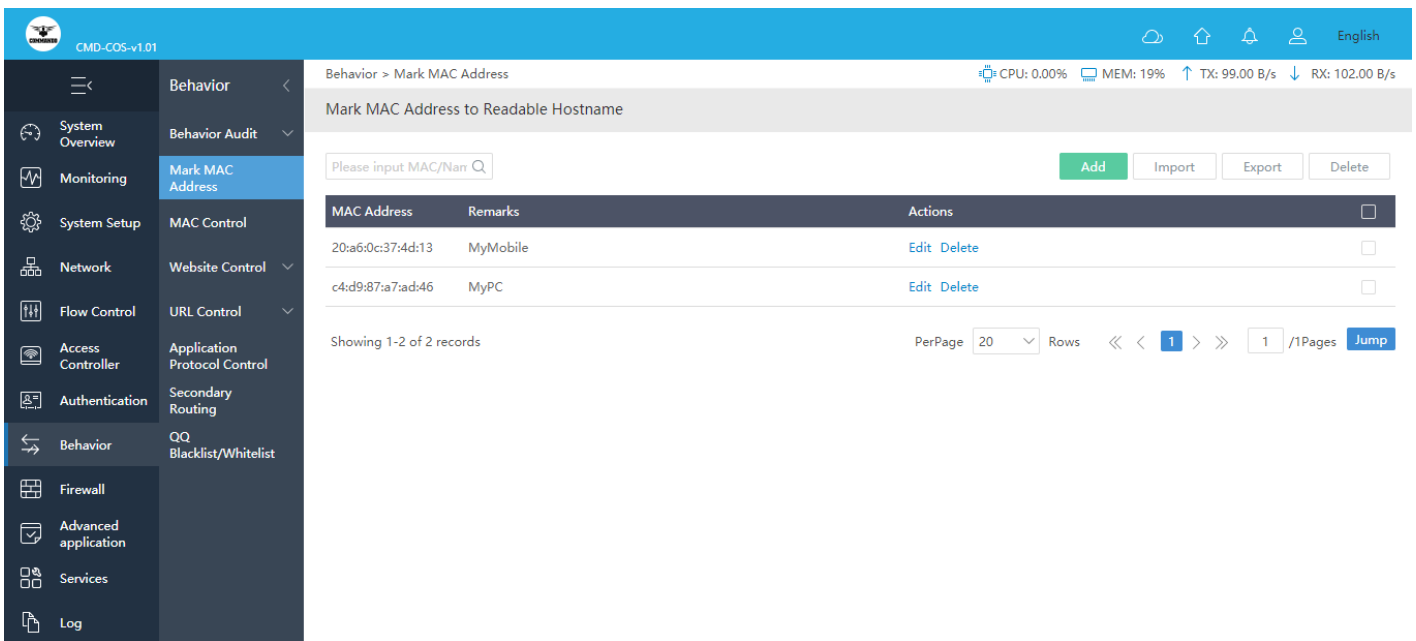 COMMANDO
CMD-COS-v1.01
English
Behavior
Behavior > Mark MAC Address
CPU: 0.00%
MEM: 19%
TX: 99.00 B/s
RX: 102.00 B/s
Mark MAC Address to Readable Hostname
System
Overview
Monitoring
System Setup
Network
Flow Control
Access
Controller
Authentication
Behavior
Firewall
Advanced
application
Services
Log
Behavior Audit
Mark MAC
Address
MAC Control
Website Control
URL Control
Application
Protocol Control
Secondary
Routing
QQ
Blacklist/Whitelist
Please input MAC/Nam
Add
Import
Export
Delete
MAC Address Remarks Actions
20:a6:0c:37:4d:13 MyMobile Edit Delete
c4:d9:87:a7:ad:46 MyPC Edit Delete
Showing 1-2 of 2 records
PerPage 20 Rows
1
1 /1Pages Jump